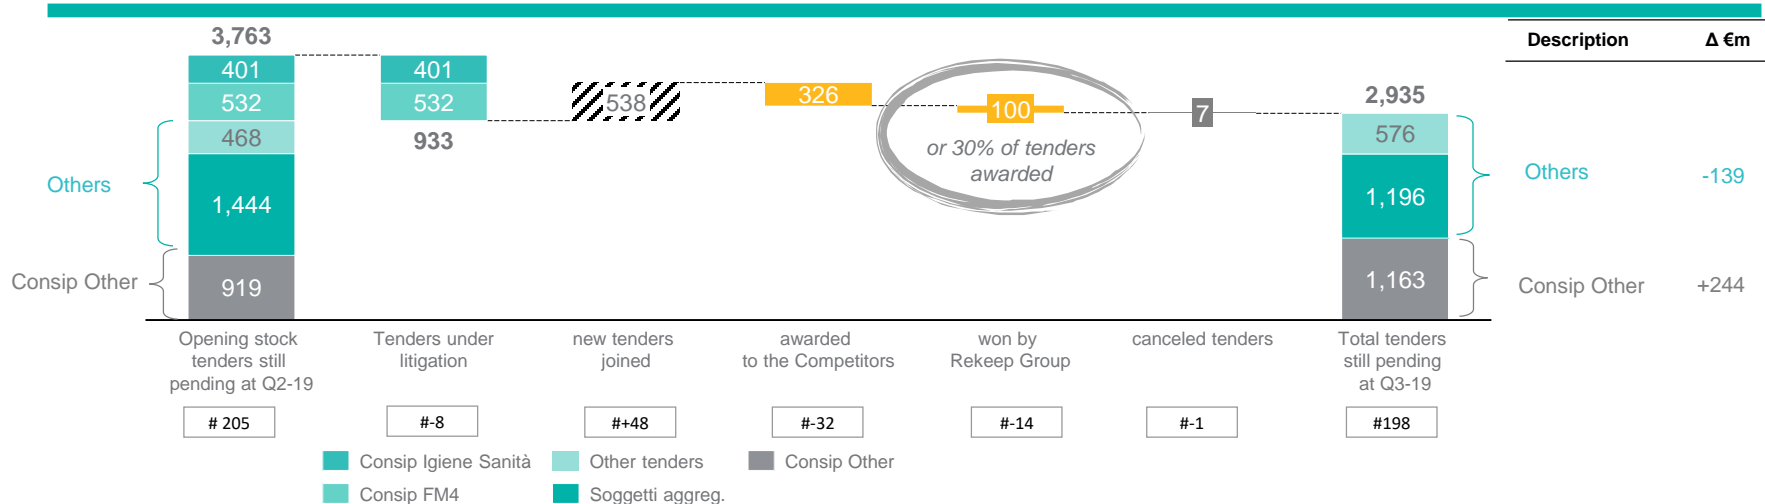 Description Δ €m
3,763
401
532
468
1,444
919
Others
Consip Other
401
532
933
538
326
100
or 30% of tenders
awarded
7
2,935
576
1,196
1,163
Others -139
Consip Other +244
Opening stock
tenders still
pending at Q2-19
Tenders under
litigation
new tenders
joined
awarded
to the Competitors
won by
Rekeep Group
canceled tenders
Total tenders
still pending
at Q3-19
# 205
#-8
#+48
#-32
#-14
#-1
#198
Consip Igiene Sanità
Other tenders
Consip Other
Consip FM4
Soggetti aggreg.